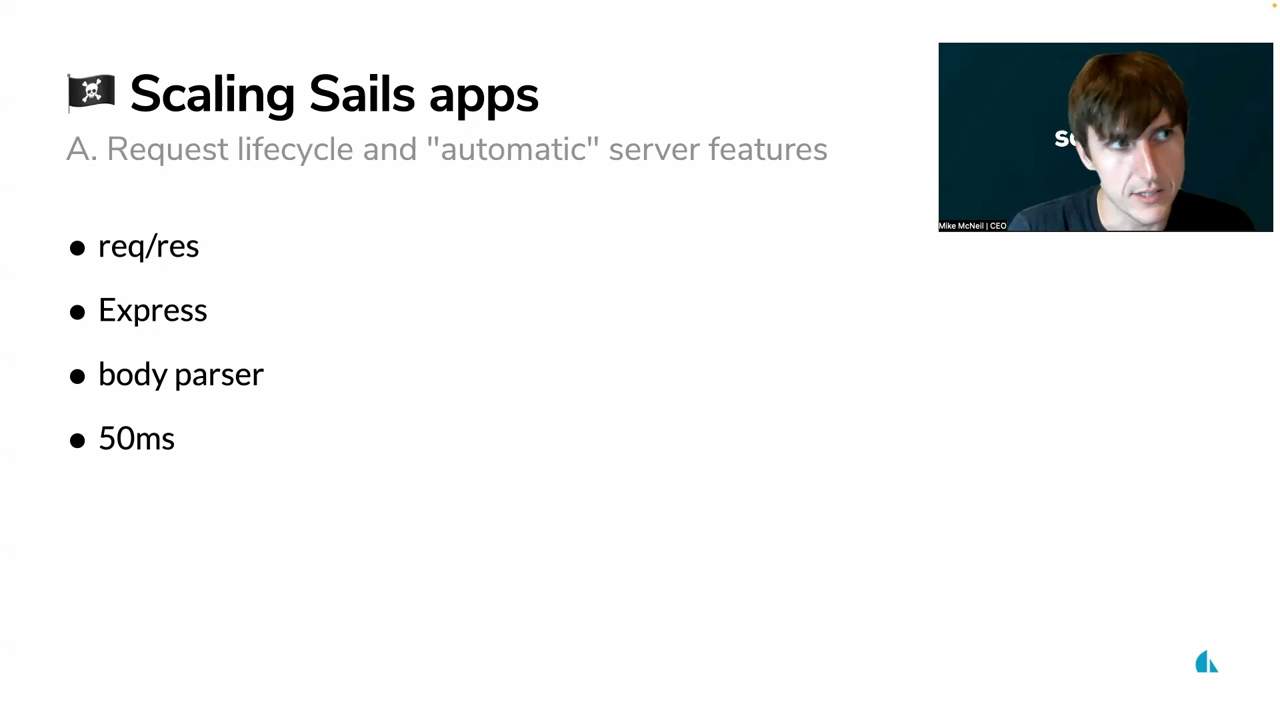 🏴‍☠️ Scaling Sails apps
A. Request lifecycle and "automatic" server features
● req/res
● Express
● body parser
● 50ms
Mike McNeil | CEO